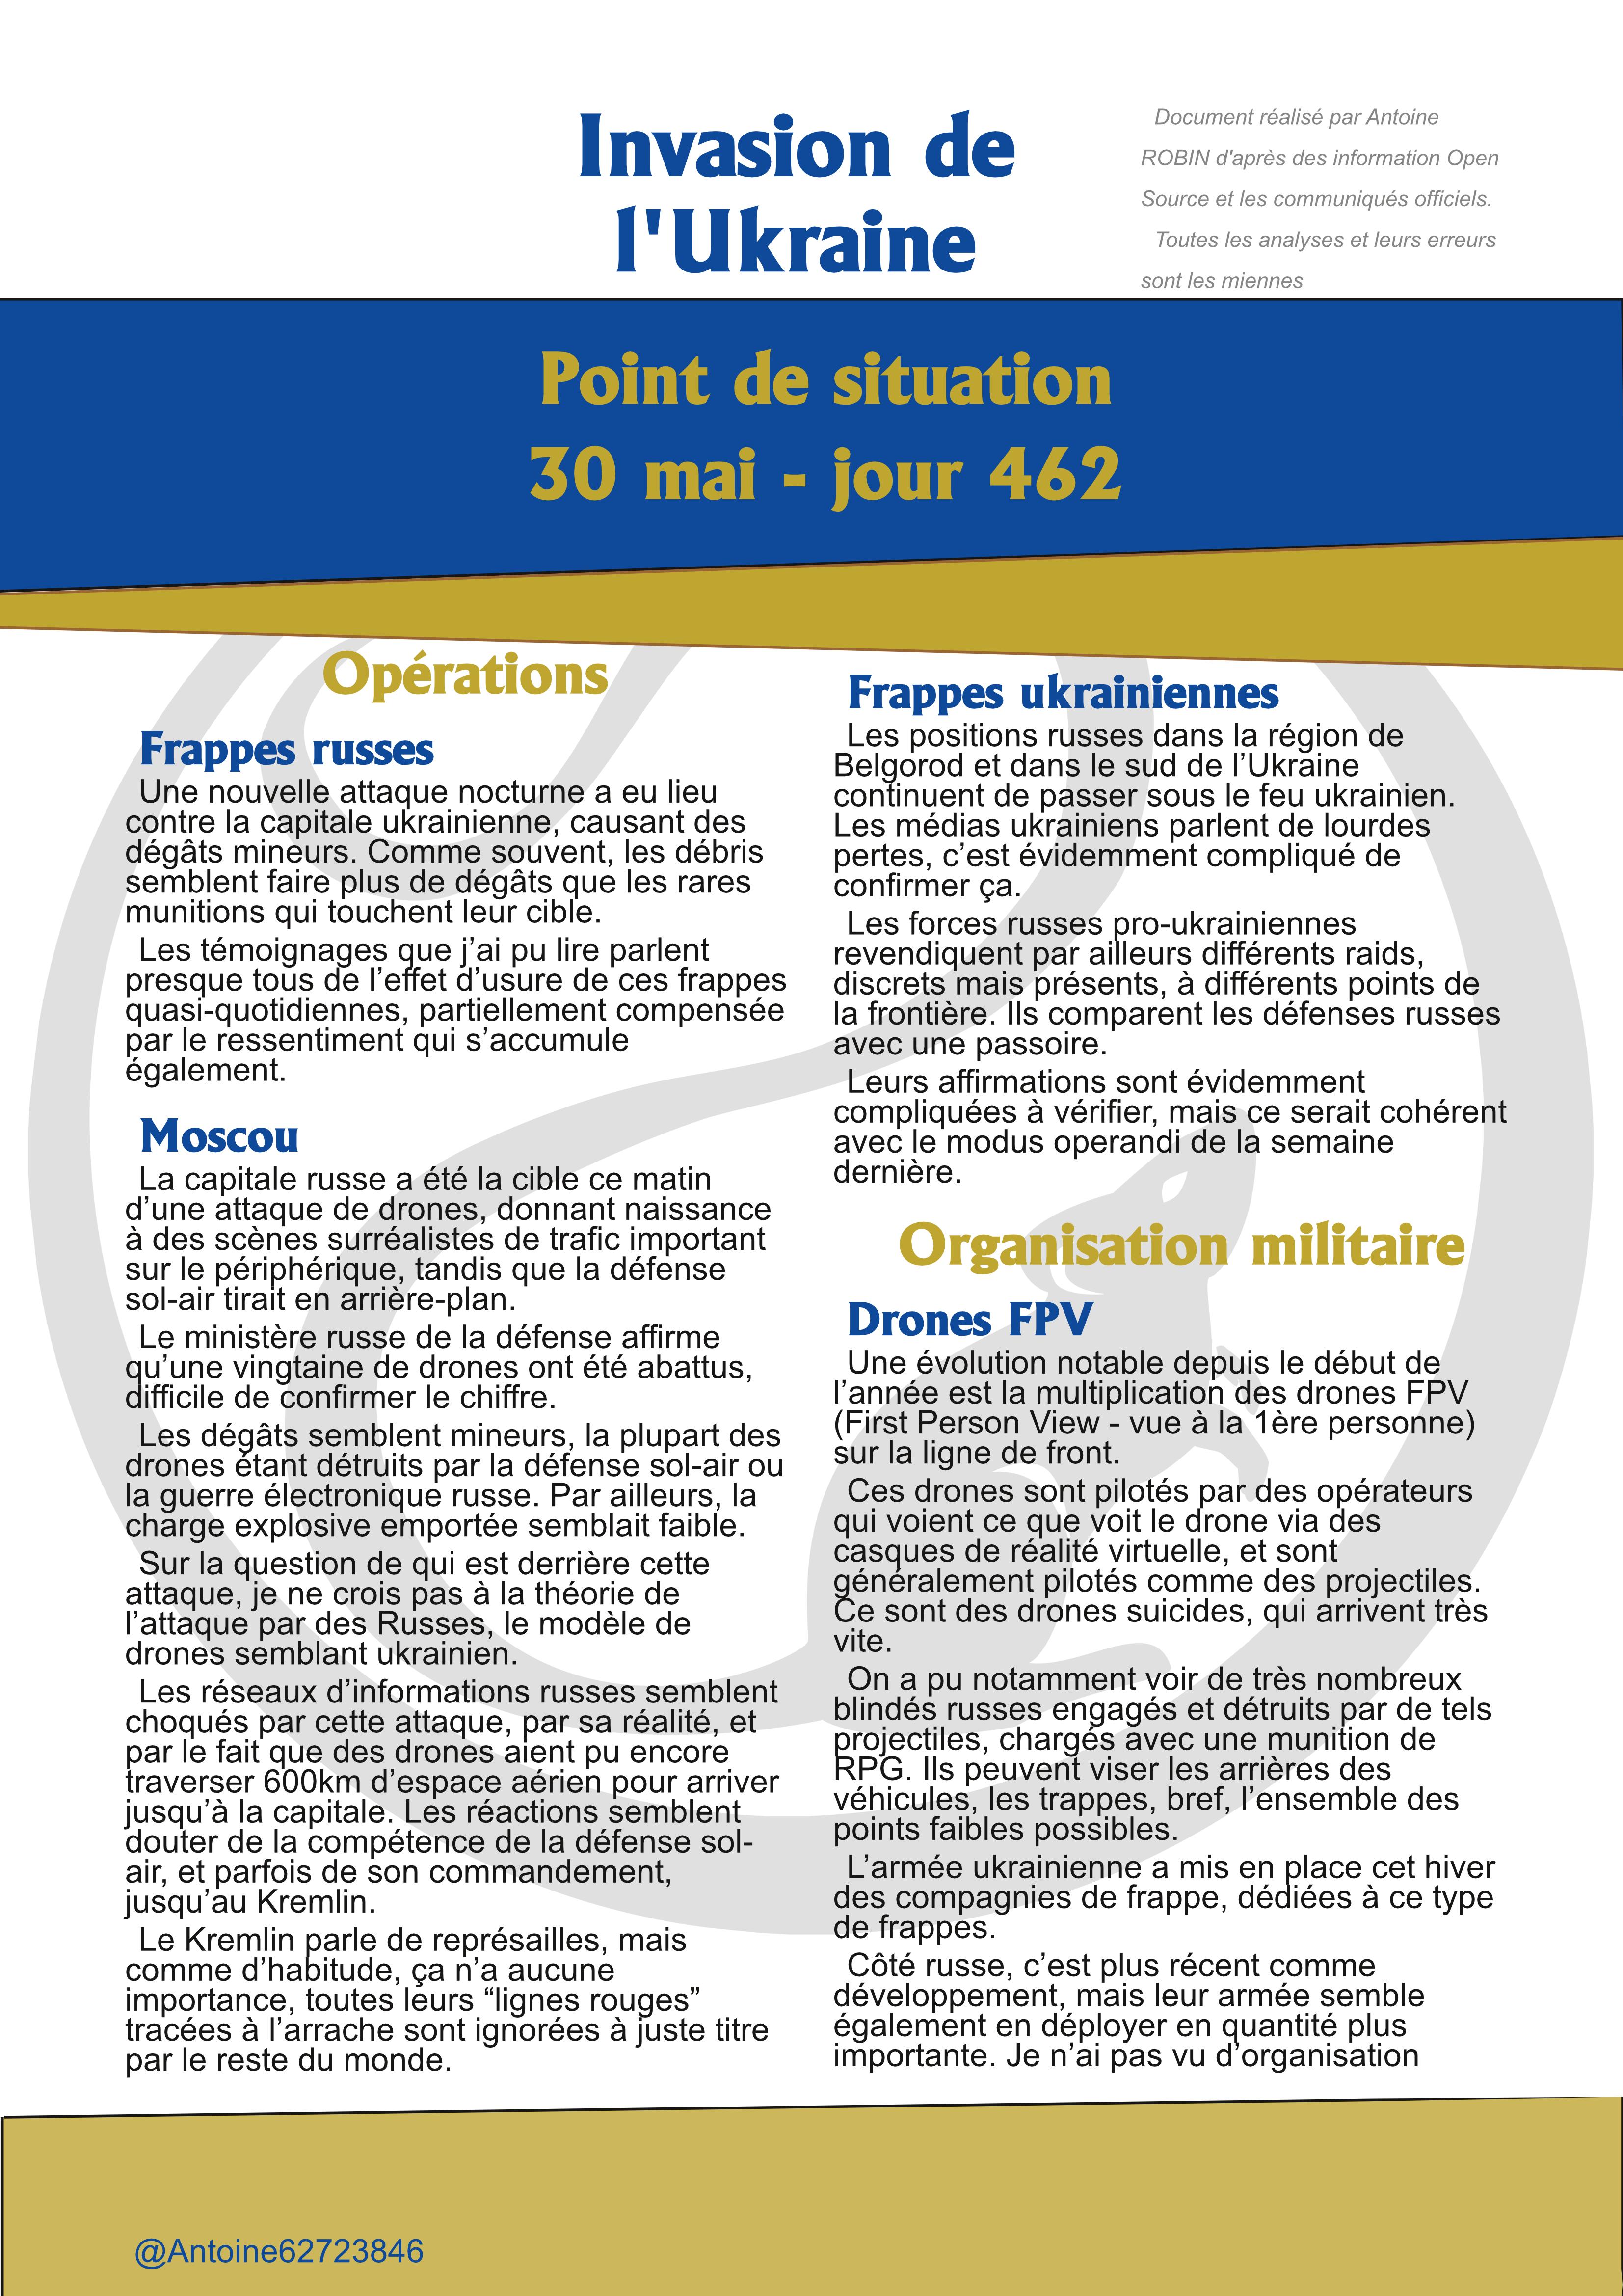 Invasion de
l'Ukraine
Document réalisé par Antoine
ROBIN d'après des information Open
Source et les communiqués officiels.
Toutes les analyses et leurs erreurs
sont les miennes
Point de situation
30 mai - jour 462
Opérations
Frappes russes
Une nouvelle attaque nocturne a eu lieu
contre la capitale ukrainienne, causant des
dégâts mineurs. Comme souvent, les débris
semblent faire plus de dégâts que les rares
munitions qui touchent leur cible.
Les témoignages que j’ai pu lire parlent
presque tous de l’effet d’usure de ces frappes
quasi-quotidiennes, partiellement compensée
par le ressentiment qui s’accumule
également.
Moscou
La capitale russe a été la cible ce matin
d’une attaque de drones, donnant naissance
à des scènes surréalistes de trafic important
sur le périphérique, tandis que la défense
sol-air tirait en arrière-plan.
Le ministère russe de la défense affirme
qu’une vingtaine de drones ont été abattus,
difficile de confirmer le chiffre.
Les dégâts semblent mineurs, la plupart des
drones étant détruits par la défense sol-air ou
la guerre électronique russe. Par ailleurs, la
charge explosive emportée semblait faible.
Sur la question de qui est derrière cette
attaque, je ne crois pas à la théorie de
l’attaque par des Russes, le modèle de
drones semblant ukrainien.
Les réseaux d’informations russes semblent
choqués par cette attaque, par sa réalité, et
par le fait que des drones aient pu encore
traverser 600km d’espace aérien pour arriver
jusqu’à la capitale. Les réactions semblent
douter de la compétence de la défense sol-
air, et parfois de son commandement,
jusqu’au Kremlin.
Le Kremlin parle de représailles, mais
comme d’habitude, ça n’a aucune
importance, toutes leurs “lignes rouges”
tracées à l’arrache sont ignorées à juste titre
par le reste du monde.
Frappes ukrainiennes
Les positions russes dans la région de
Belgorod et dans le sud de l’Ukraine
continuent de passer sous le feu ukrainien.
Les médias ukrainiens parlent de lourdes
pertes, c’est évidemment compliqué de
confirmer ça.
Les forces russes pro-ukrainiennes
revendiquent par ailleurs différents raids,
discrets mais présents, à différents points de
la frontière. Ils comparent les défenses russes
avec une passoire.
Leurs affirmations sont évidemment
compliquées à vérifier, mais ce serait cohérent
avec le modus operandi de la semaine
dernière.
Organisation militaire
Drones FPV
Une évolution notable depuis le début de
l’année est la multiplication des drones FPV
(First Person View - vue à la 1ère personne)
sur la ligne de front.
Ces drones sont pilotés par des opérateurs
qui voient ce que voit le drone via des
casques de réalité virtuelle, et sont
généralement pilotés comme des projectiles.
Ce sont des drones suicides, qui arrivent très
vite.
On a pu notamment voir de très nombreux
blindés russes engagés et détruits par de tels
projectiles, chargés avec une munition de
RPG. Ils peuvent viser les arrières des
véhicules, les trappes, bref, l’ensemble des
points faibles possibles.
L’armée ukrainienne a mis en place cet hiver
des compagnies de frappe, dédiées à ce type
de frappes.
Côté russe, c’est plus récent comme
développement, mais leur armée semble
également en déployer en quantité plus
importante. Je n’ai pas vu d’organisation
@Antoine62723846